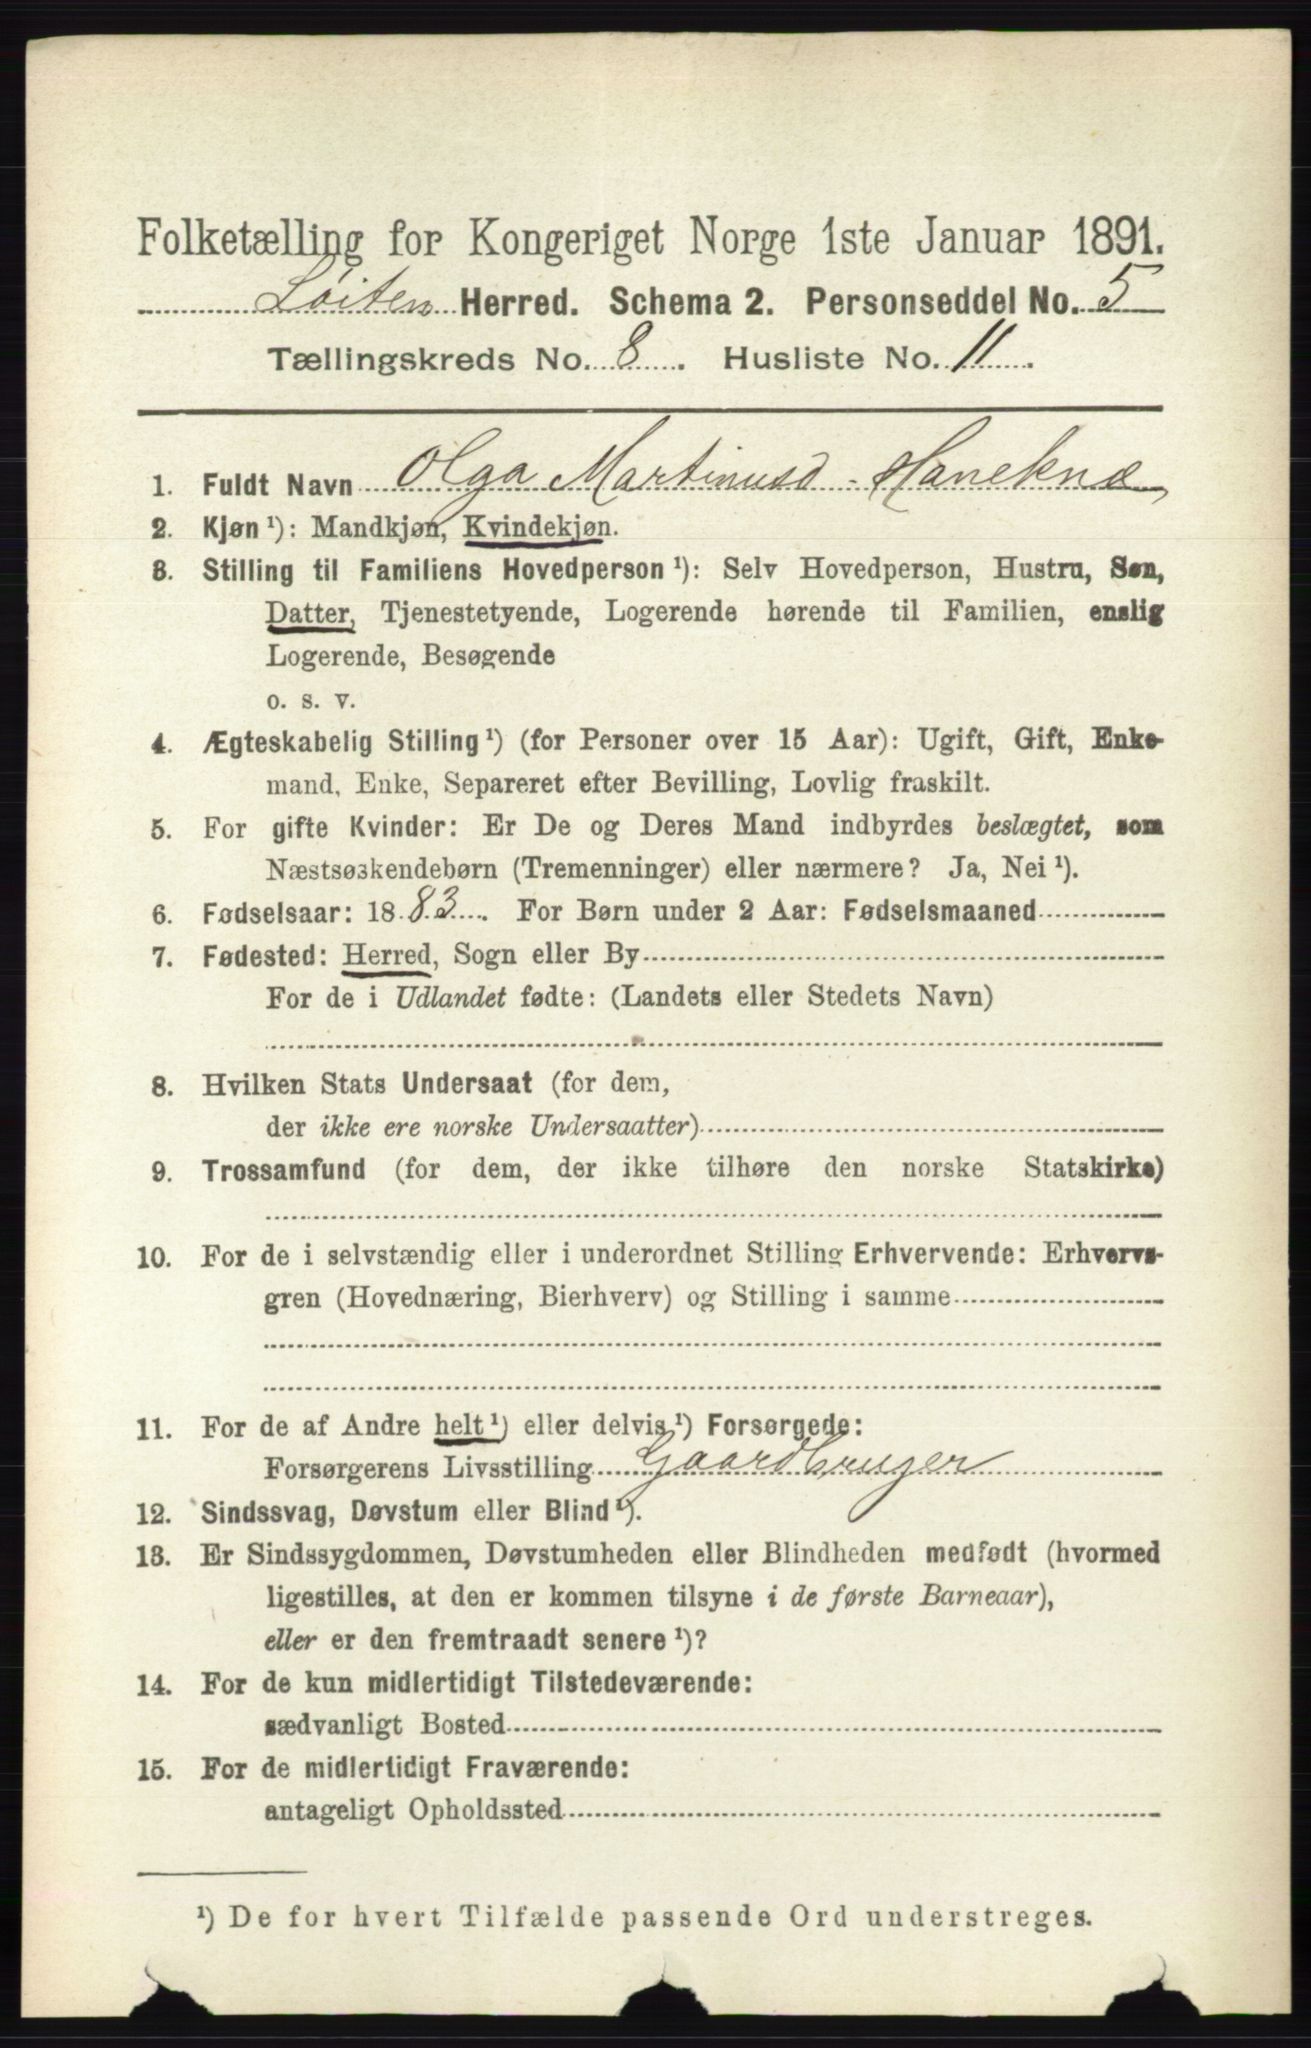 Folketælling for Kongeriget Norge 1ste Januar 1891.
Løiten Herred. Schema 2. Personseddel No. 5
Tællingskreds No. 8. Husliste No. 11.
1. Fuldt Navn Olga Martinusd. Haneknæ
2. Kjøn¹): Mandkjøn, Kvindekjøn.
3. Stilling til Familiens Hovedperson¹): Selv Hovedperson, Hustru, Søn,
Datter, Tjenestetyende, Logerende hørende til Familien, enslig
Logerende, Besøgende
o. s. v.
4. Ægteskabelig Stilling¹) (for Personer over 15 Aar): Ugift, Gift, Enke-
mand, Enke, Separeret efter Bevilling, Lovlig fraskilt.
5. For gifte Kvinder: Er De og Deres Mand indbyrdes beslægtet, som
Næstsøskendebørn (Tremenninger) eller nærmere? Ja, Nei¹).
6. Fødselsaar: 1883. For Børn under 2 Aar: Fødselsmaaned
7. Fødested: Herred, Sogn eller By
For de i Udlandet fødte: (Landets eller Stedets Navn)
8. Hvilken Stats Undersaat (for dem,
der ikke ere norske Undersaatter)
9. Trossamfund (for dem, der ikke tilhøre den norske Statskirke)
10. For de i selvstændig eller i underordnet Stilling Erhvervende: Erhvervs-
gren (Hovednæring, Bierhverv) og Stilling i samme
11. For de af Andre helt¹) eller delvis¹) Forsørgede:
Forsørgerens Livsstilling Gaardbruger
12. Sindssvag, Døvstum eller Blind¹).
13. Er Sindssygdommen, Døvstumheden eller Blindheden medfødt (hvormed
ligestilles, at den er kommen tilsyne i de første Barneaar),
eller er den fremtraadt senere¹)?
14. For de kun midlertidigt Tilstedeværende:
sædvanligt Bosted
15. For de midlertidigt Fraværende:
antageligt Opholdssted
¹) De for hvert Tilfælde passende Ord understreges.